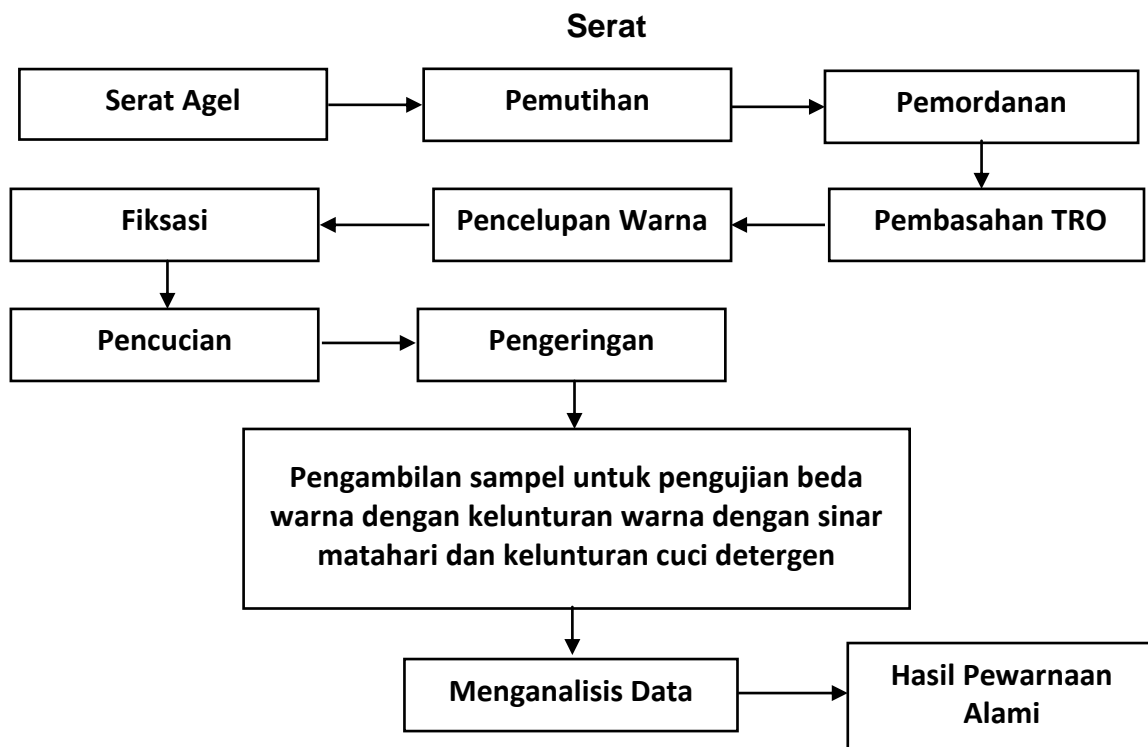 Serat
Serat Agel
Pemutihan
Pemordanan
Pembasahan TRO
Pencelupan Warna
Fiksasi
Pencucian
Pengeringan
Pengambilan sampel untuk pengujian beda
warna dengan kelunturan warna dengan sinar
matahari dan kelunturan cuci detergen
Menganalisis Data
Hasil Pewarnaan
Alami